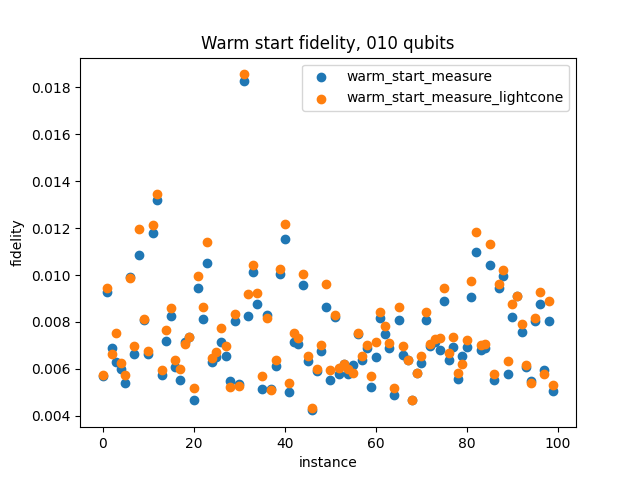 Warm start fidelity, 010 qubits
warm_start_measure
warm_start_measure_lightcone
0.018
0.016
0.014
0.012
0.010
0.008
0.006
0.004
fidelity
0 20 40 60 80 100
instance